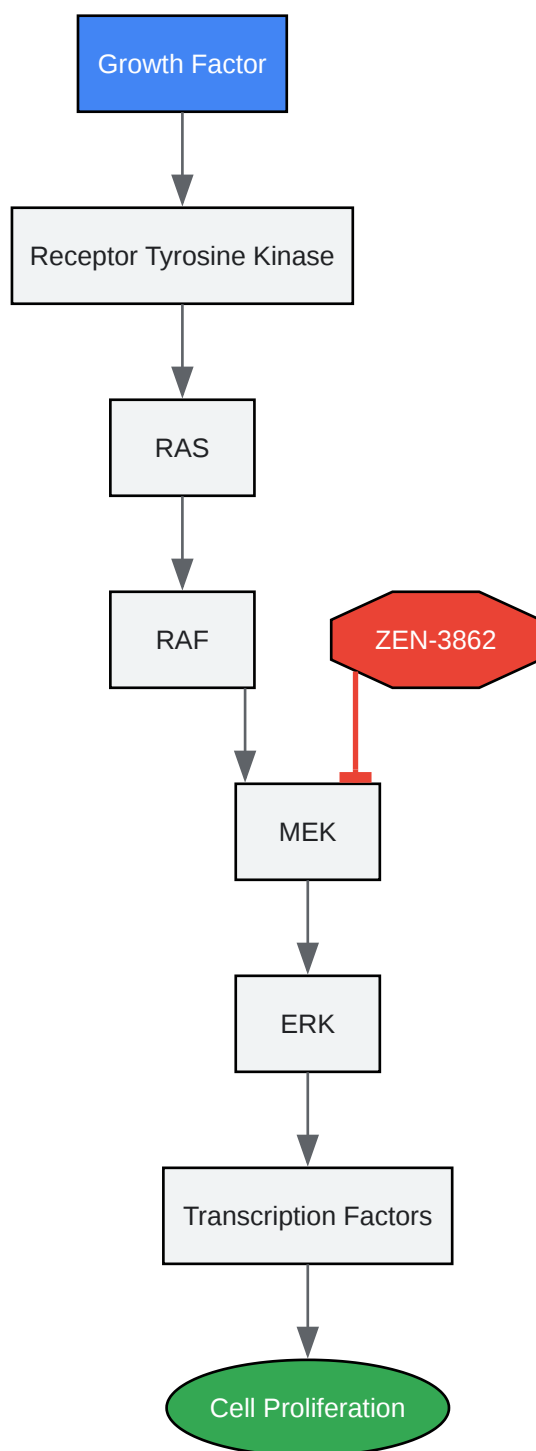 Growth Factor
Receptor Tyrosine Kinase
RAS
RAF
ZEN-3862
MEK
ERK
Transcription Factors
Cell Proliferation